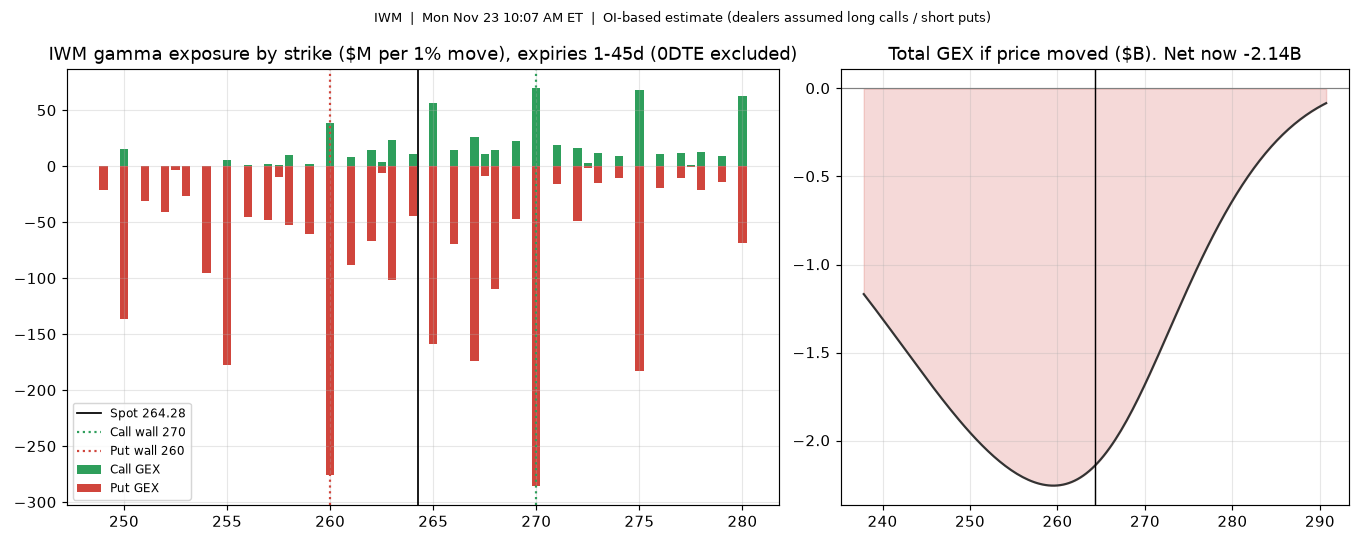 IWM | Mon Nov 23 10:07 AM ET | OI-based estimate (dealers assumed long calls / short puts)
IWM gamma exposure by strike ($M per 1% move), expiries 1-45d (0DTE excluded)
50
0
−50
−100
−150
−200
−250
−300
Spot 264.28
Call wall 270
Put wall 260
Call GEX
Put GEX
250 255 260 265 270 275 280
Total GEX if price moved ($B). Net now -2.14B
0.0
−0.5
−1.0
−1.5
−2.0
240 250 260 270 280 290